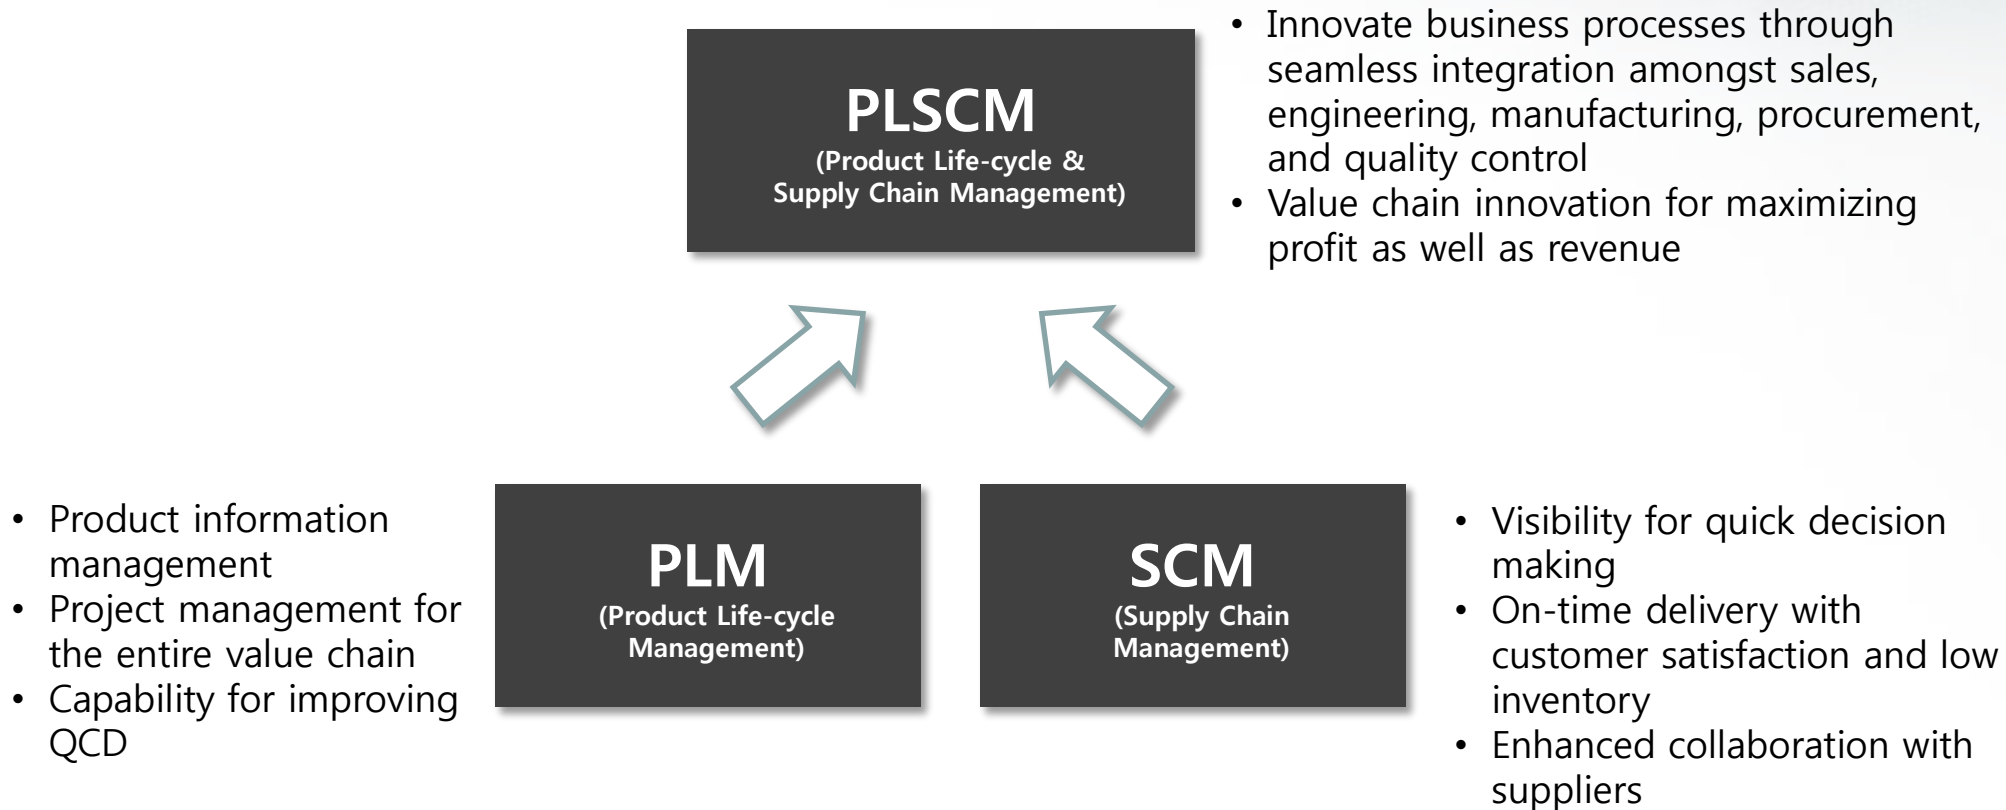 PLSCM
(Product Life-cycle &
Supply Chain Management)
• Innovate business processes through
seamless integration amongst sales,
engineering, manufacturing, procurement,
and quality control
• Value chain innovation for maximizing
profit as well as revenue
• Product information
management
• Project management for
the entire value chain
• Capability for improving
QCD
PLM
(Product Life-cycle
Management)
SCM
(Supply Chain
Management)
• Visibility for quick decision
making
• On-time delivery with
customer satisfaction and low
inventory
• Enhanced collaboration with
suppliers